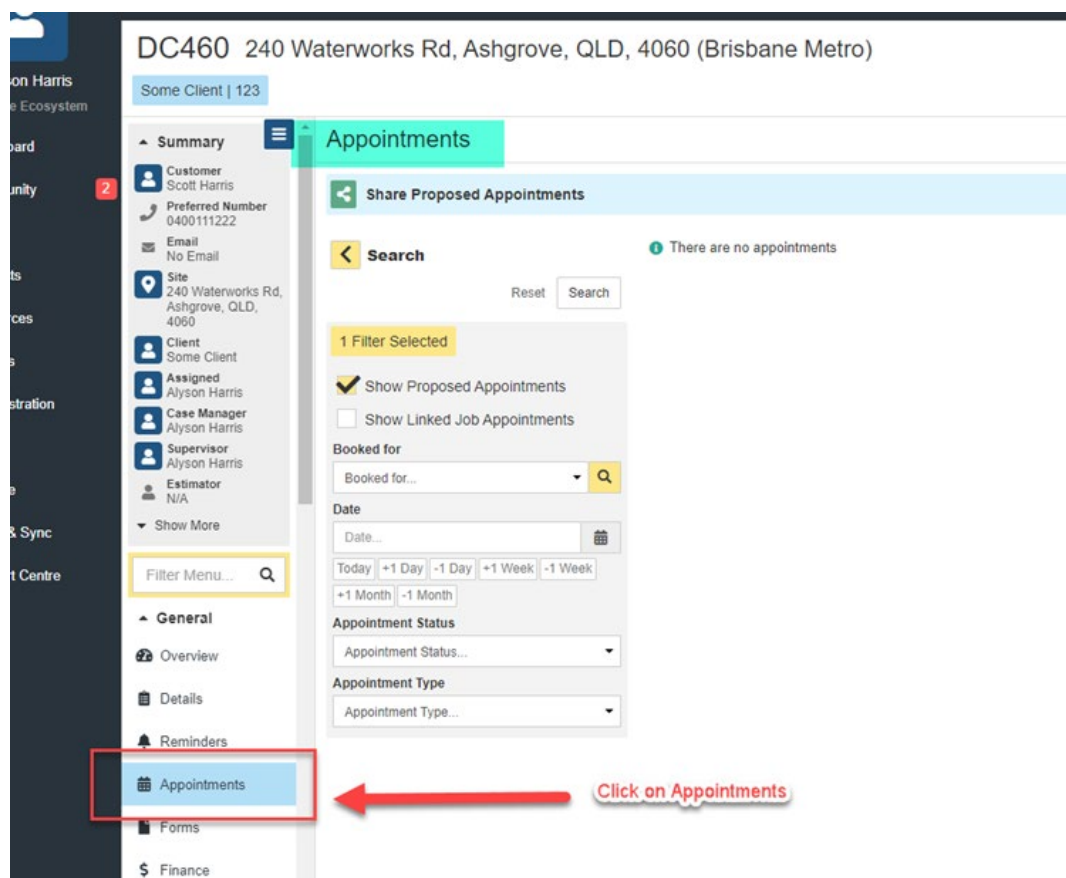 DC460 240 Waterworks Rd, Ashgrove, QLD, 4060 (Brisbane Metro)
Some Client | 123
on Harris
e Ecosystem
oard
unity 2
ts
rces
s
stration
e
& Sync
t Centre
Summary
Customer
Scott Harris
Preferred Number
0400111222
Email
No Email
Site
240 Waterworks Rd,
Ashgrove, QLD,
4060
Client
Some Client
Assigned
Alyson Harris
Case Manager
Alyson Harris
Supervisor
Alyson Harris
Estimator
N/A
Show More
Filter Menu...
General
Overview
Details
Reminders
Appointments
Forms
$ Finance
Appointments
Share Proposed Appointments
Search
Reset Search
1 Filter Selected
Show Proposed Appointments
Show Linked Job Appointments
Booked for
Booked for...
Date
Date...
Today +1 Day -1 Day +1 Week -1 Week
+1 Month -1 Month
Appointment Status
Appointment Status...
Appointment Type
Appointment Type...
There are no appointments
Click on Appointments